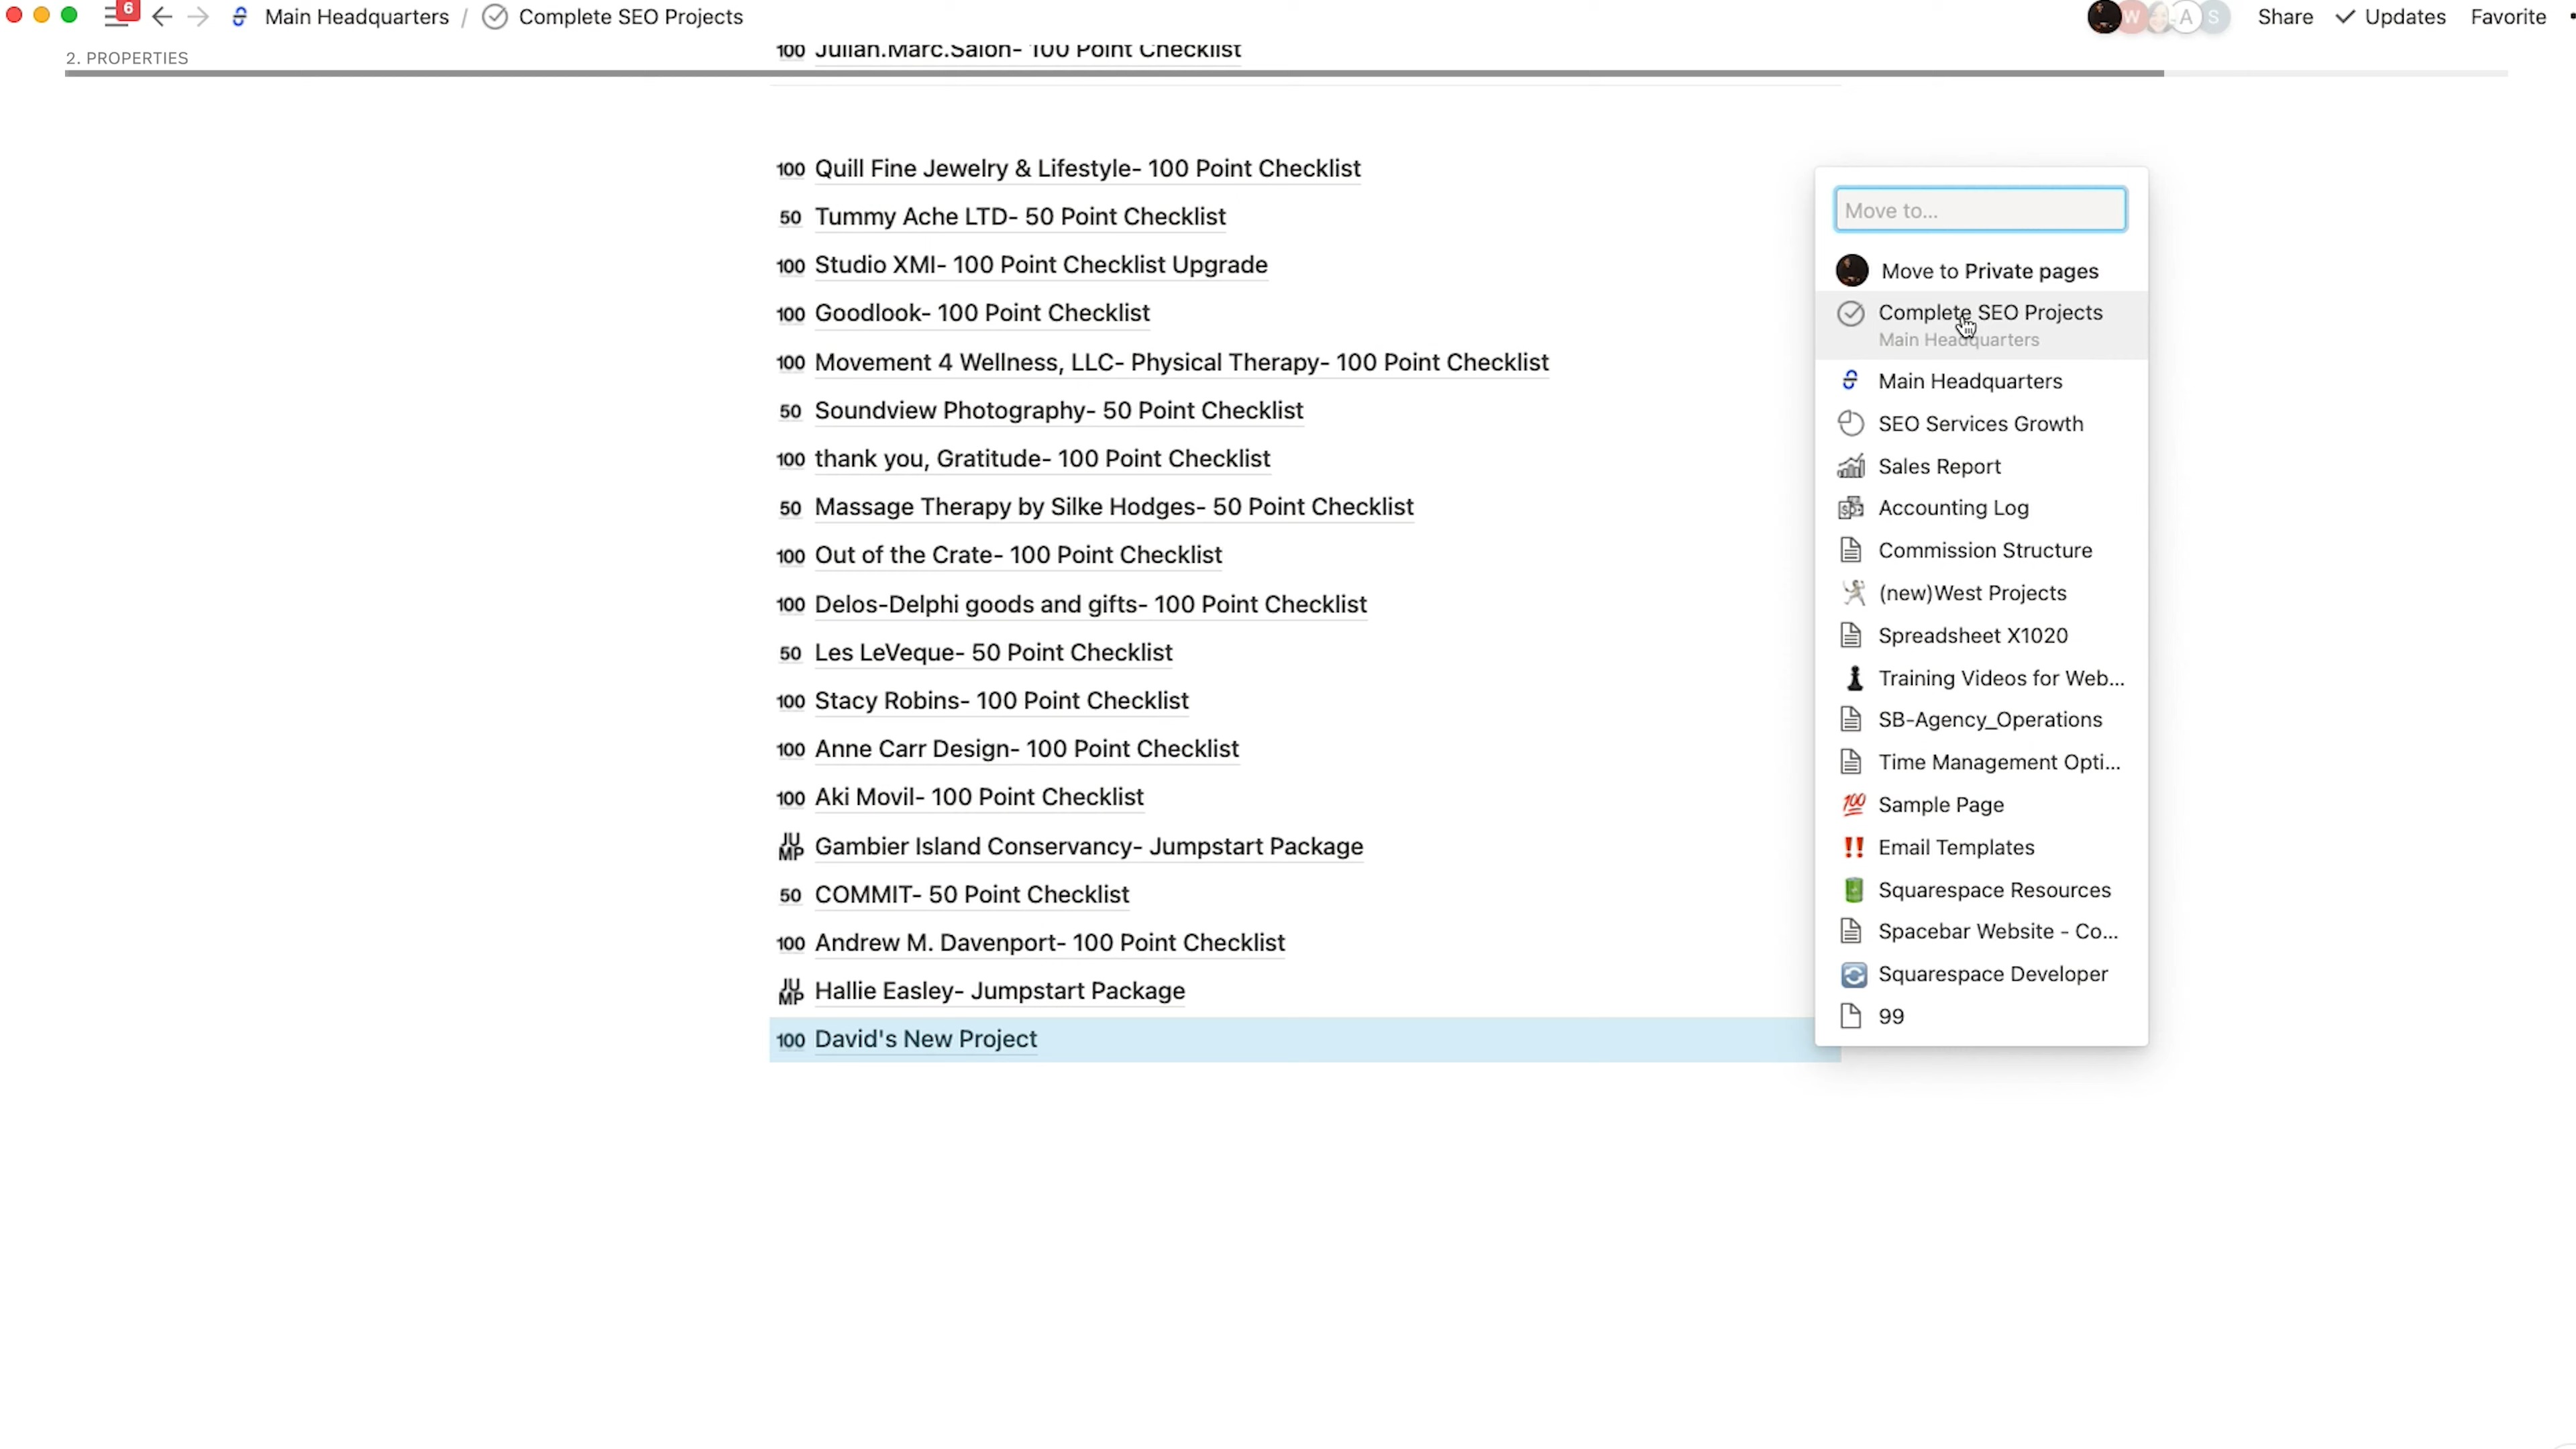 6
Main Headquarters / Complete SEO Projects
W
A
S
Share
Updates
Favorite
2. PROPERTIES
100 Julian.Marc.Salon- 100 Point Checklist
100 Quill Fine Jewelry & Lifestyle- 100 Point Checklist
50 Tummy Ache LTD- 50 Point Checklist
100 Studio XMI- 100 Point Checklist Upgrade
100 Goodlook- 100 Point Checklist
100 Movement 4 Wellness, LLC- Physical Therapy- 100 Point Checklist
50 Soundview Photography- 50 Point Checklist
100 thank you, Gratitude- 100 Point Checklist
50 Massage Therapy by Silke Hodges- 50 Point Checklist
100 Out of the Crate- 100 Point Checklist
100 Delos-Delphi goods and gifts- 100 Point Checklist
50 Les LeVeque- 50 Point Checklist
100 Stacy Robins- 100 Point Checklist
100 Anne Carr Design- 100 Point Checklist
100 Aki Movil- 100 Point Checklist
JUMP Gambier Island Conservancy- Jumpstart Package
50 COMMIT- 50 Point Checklist
100 Andrew M. Davenport- 100 Point Checklist
JUMP Hallie Easley- Jumpstart Package
100 David's New Project
Move to...
Move to Private pages
Complete SEO Projects
Main Headquarters
Main Headquarters
SEO Services Growth
Sales Report
Accounting Log
Commission Structure
(new)West Projects
Spreadsheet X1020
Training Videos for Web...
SB-Agency_Operations
Time Management Opti...
100 Sample Page
!! Email Templates
Squarespace Resources
Spacebar Website - Co...
Squarespace Developer
99